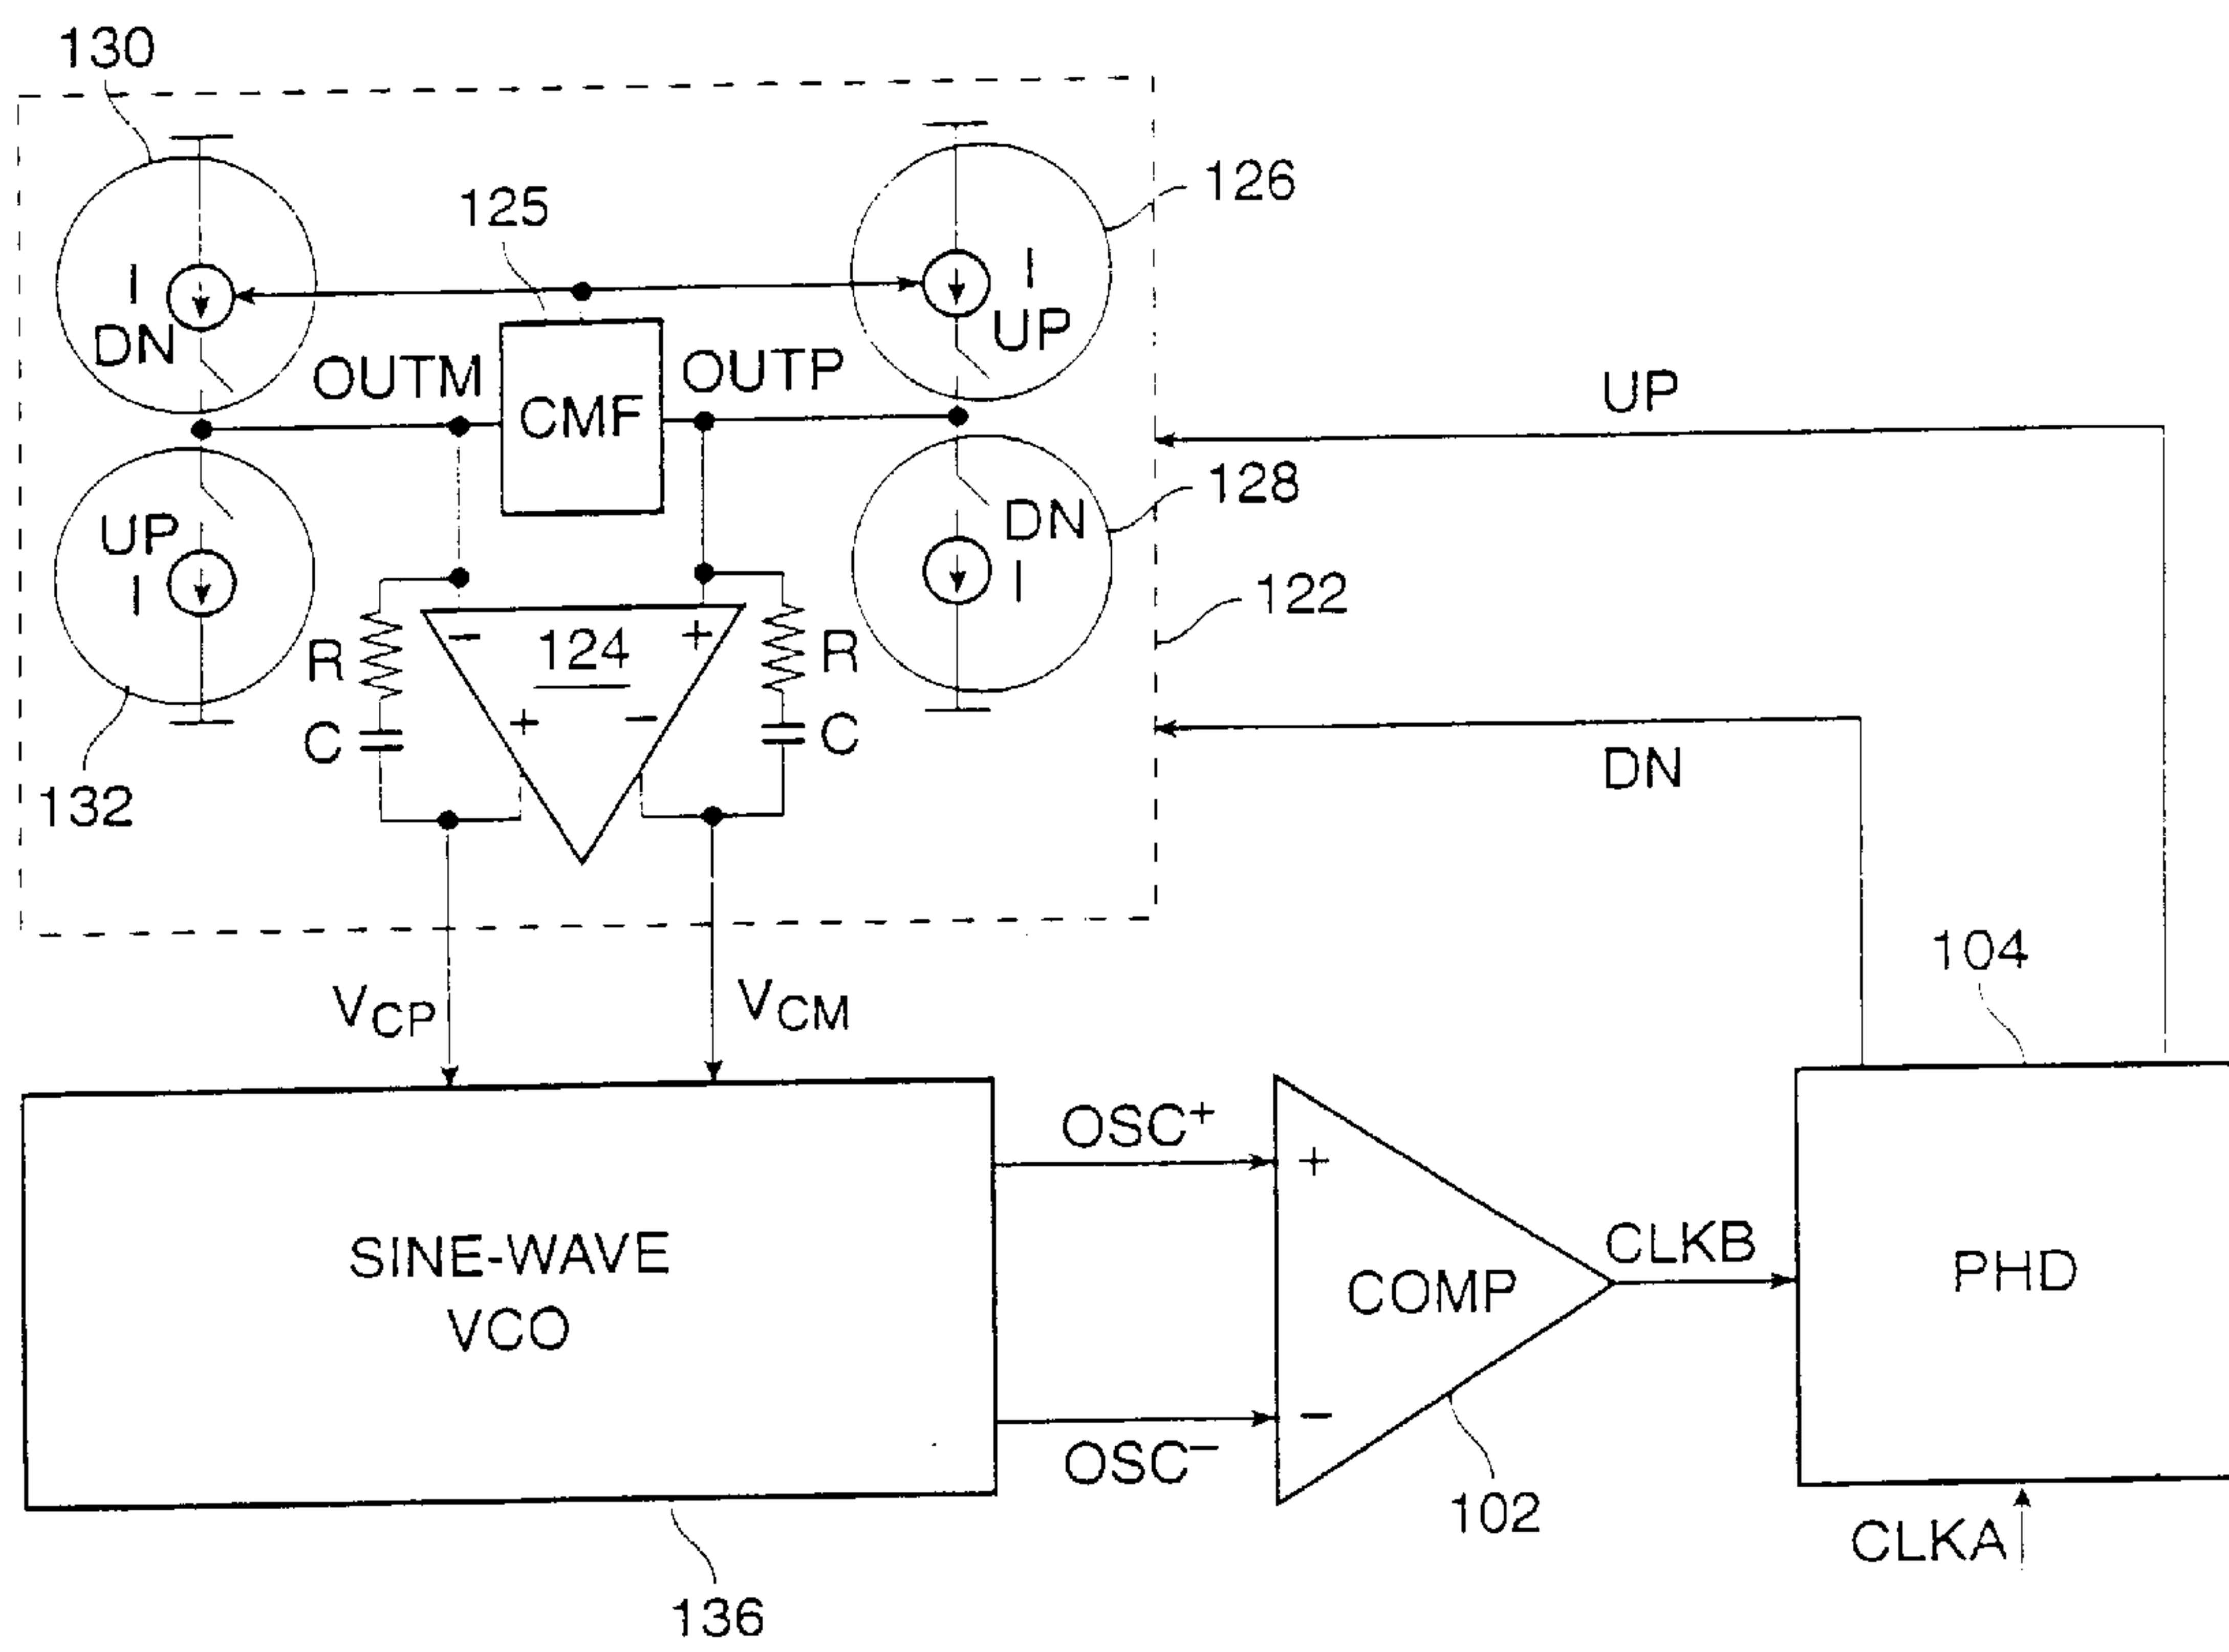 130
125
126
I
DN
I
UP
OUTM
CMF
OUTP
UP
128
UP
I
DN
I
122
R
C
-
124
+
+
-
R
C
132
DN
104
VCP
VCM
SINE-WAVE
VCO
OSC+
+
COMP
CLKB
PHD
-
OSC-
102
CLKA
136